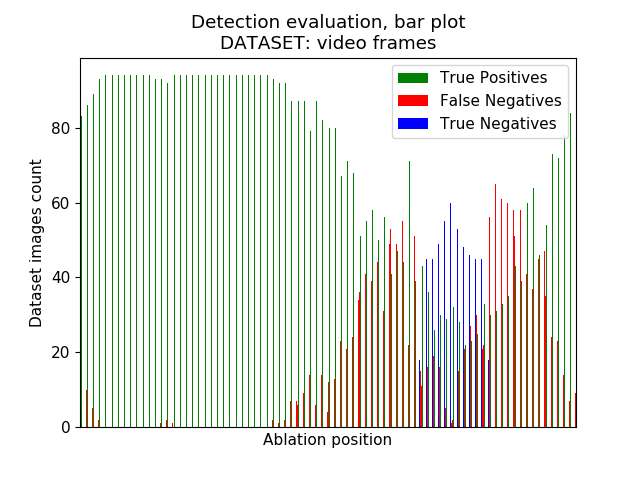 Detection evaluation, bar plot
DATASET: video frames
True Positives
False Negatives
True Negatives
80
60
40
20
0
Dataset images count
Ablation position